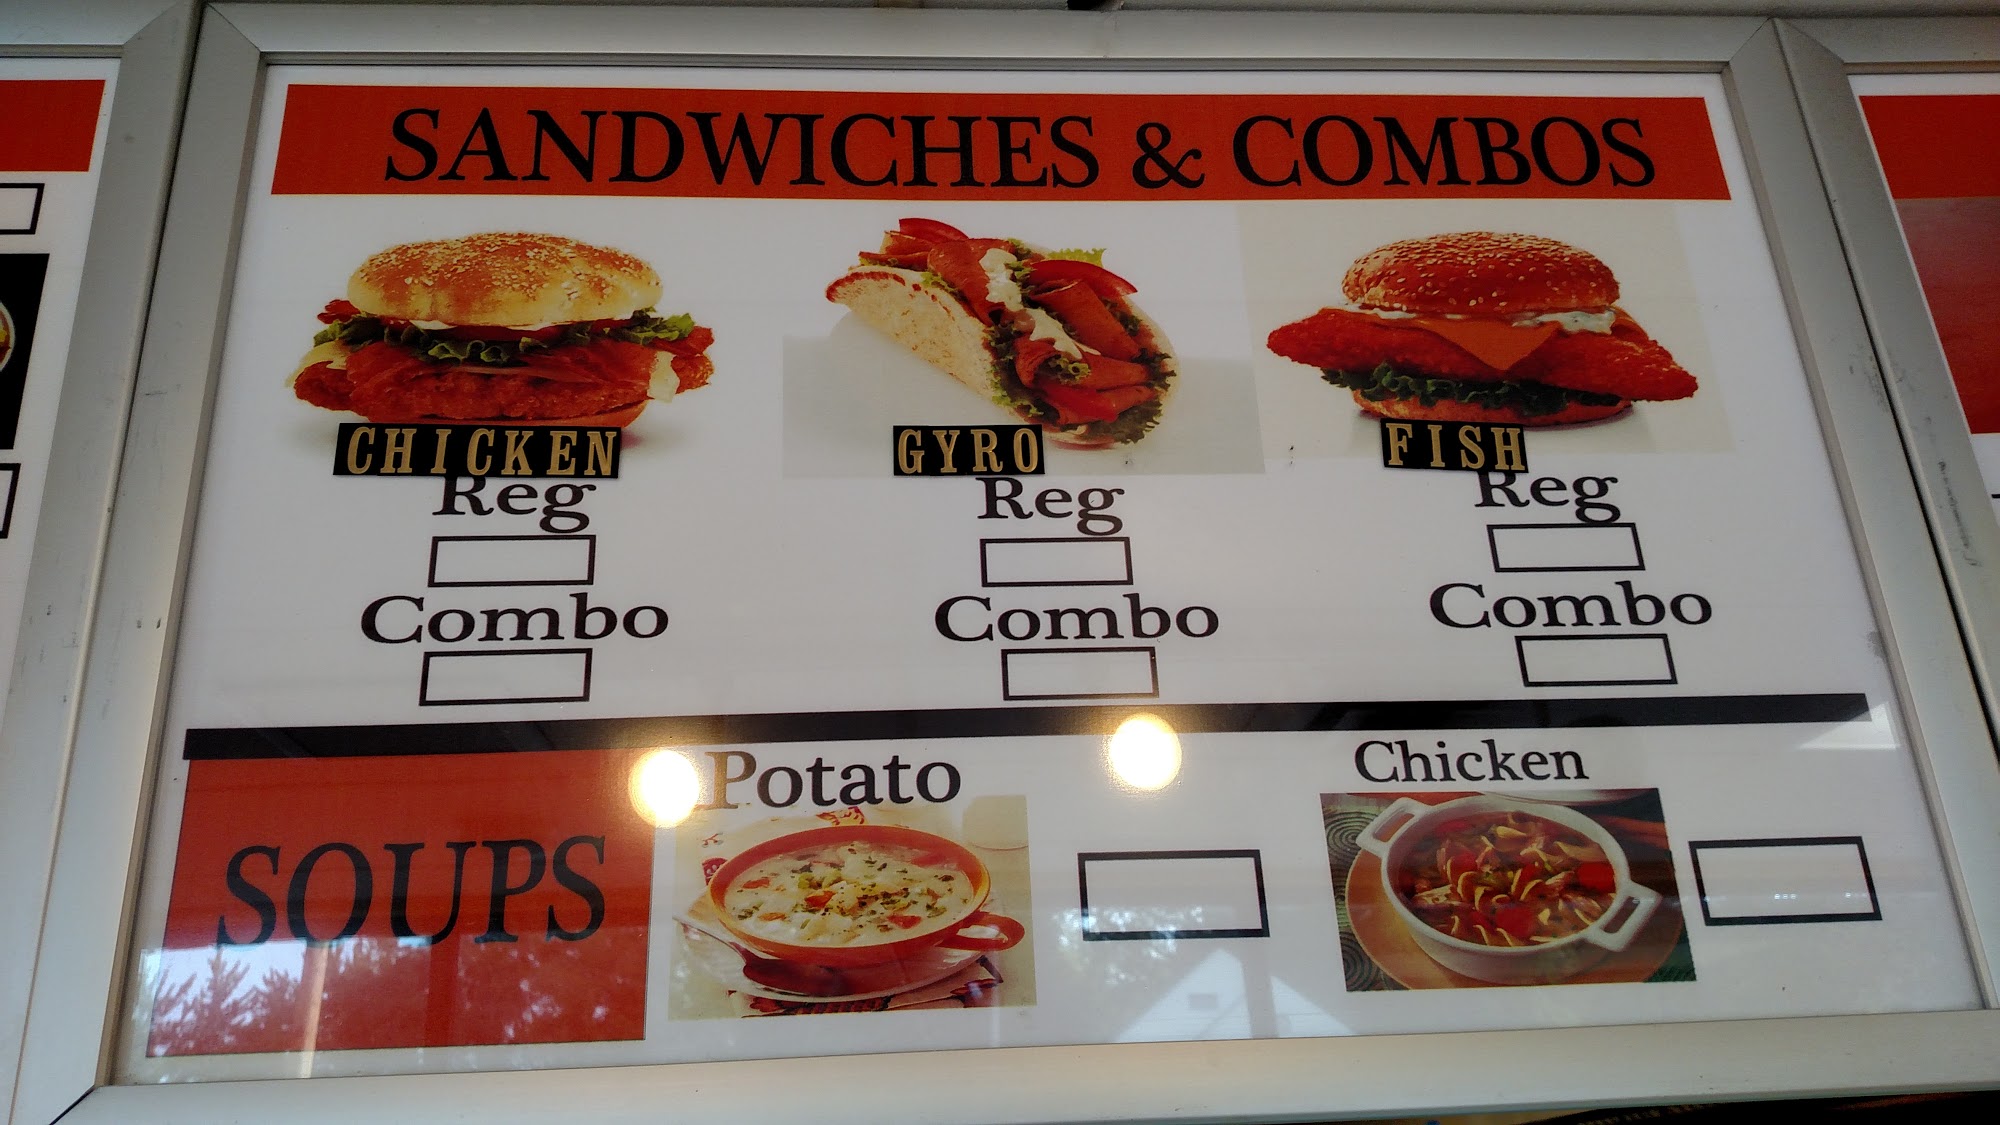 SANDWICHES & COMBOS
CHICKEN GYRO FISH
Reg Reg Reg
Combo Combo Combo
SOUPS
Potato Chicken